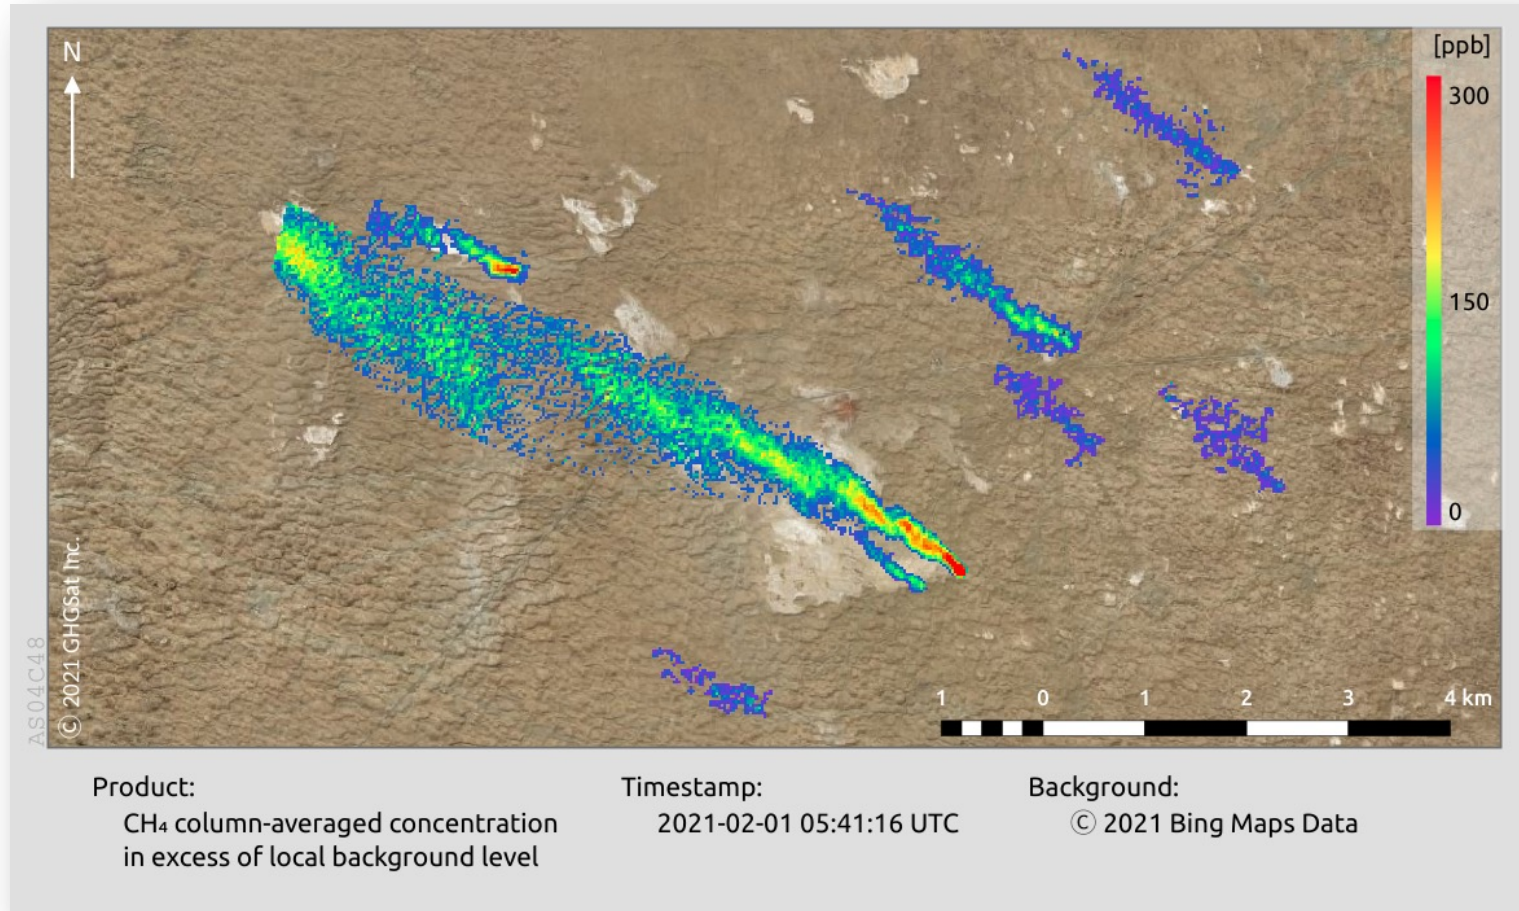 N
[ppb]
300
150
0
AS04C48
© 2021 GHGSat Inc.
1 0 1 2 3 4 km
Product:
CH₄ column-averaged concentration
in excess of local background level
Timestamp:
2021-02-01 05:41:16 UTC
Background:
© 2021 Bing Maps Data